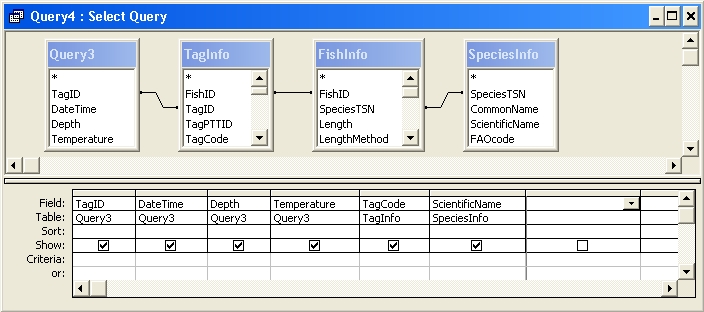 Query4 : Select Query
Query3 TagInfo FishInfo SpeciesInfo
* * * *
TagID FishID FishID SpeciesTSN
DateTime TagID SpeciesTSN CommonName
Depth TagPTTID Length ScientificName
Temperature TagCode LengthMethod FAOcode
Field: TagID DateTime Depth Temperature TagCode ScientificName
Table: Query3 Query3 Query3 Query3 TagInfo SpeciesInfo
Sort:
Show:
Criteria:
or: